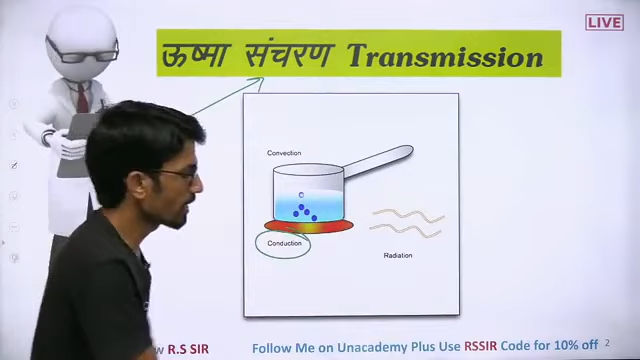 LIVE
ऊष्मा संचरण Transmission
Convection
Conduction
Radiation
R.S SIR
Follow Me on Unacademy Plus Use RSSIR Code for 10% off 2